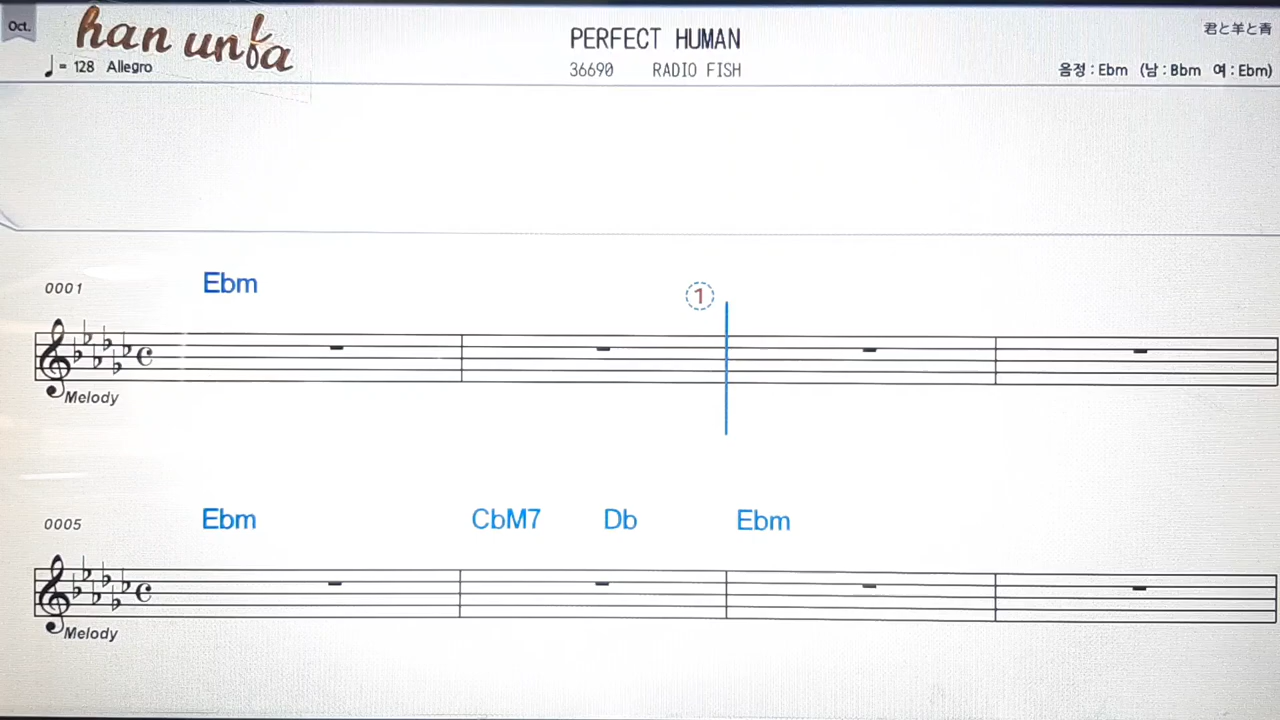 Oct.
han unfa
PERFECT HUMAN
君と羊と青
♩= 128 Allegro
36690 RADIO FISH
음정 : Ebm (남 : Bbm 여 : Ebm)
0001
Ebm
1
Melody
0005
Ebm CbM7 Db Ebm
Melody